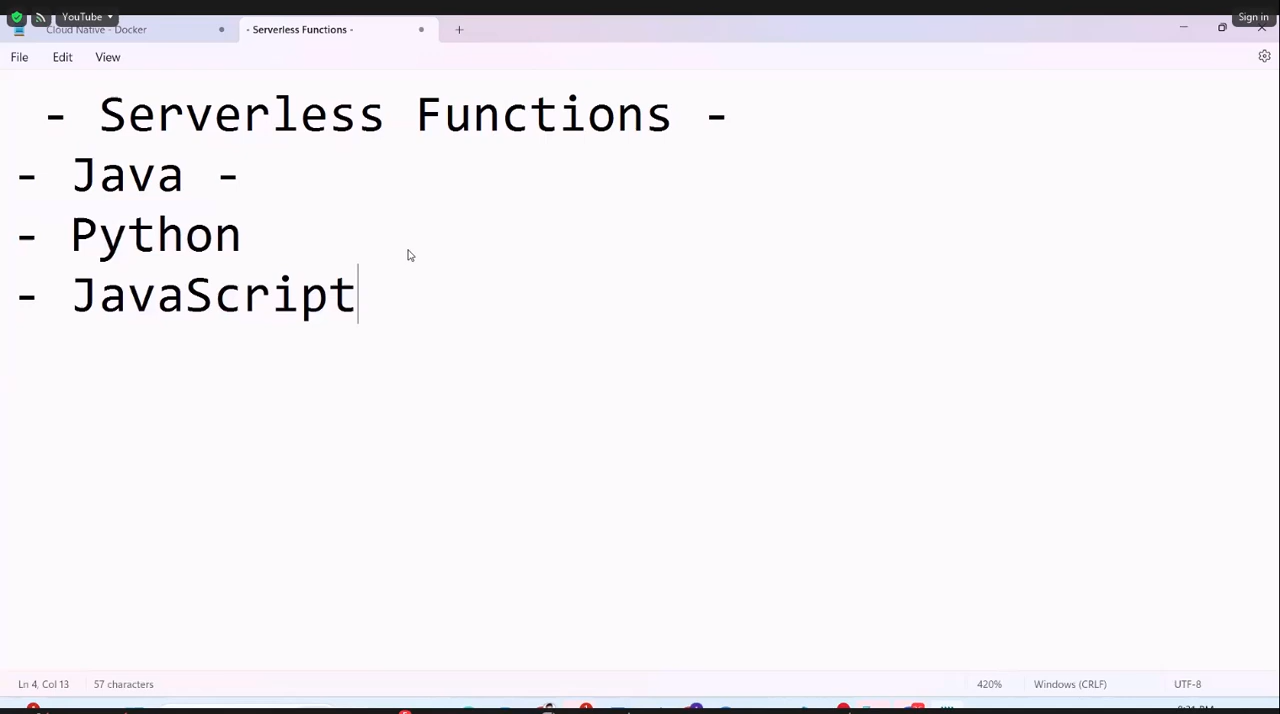 YouTube
Sign in
Cloud Native - Docker
- Serverless Functions -
File Edit View
- Serverless Functions -
- Java -
- Python
- JavaScript
Ln 4, Col 13 57 characters 420% Windows (CRLF) UTF-8